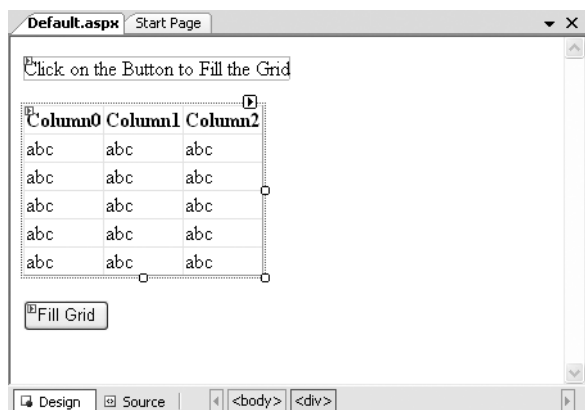 Default.aspx Start Page
Click on the Button to Fill the Grid
Column0 Column1 Column2
abc abc abc
abc abc abc
abc abc abc
abc abc abc
abc abc abc
Fill Grid
Design Source <body> <div>